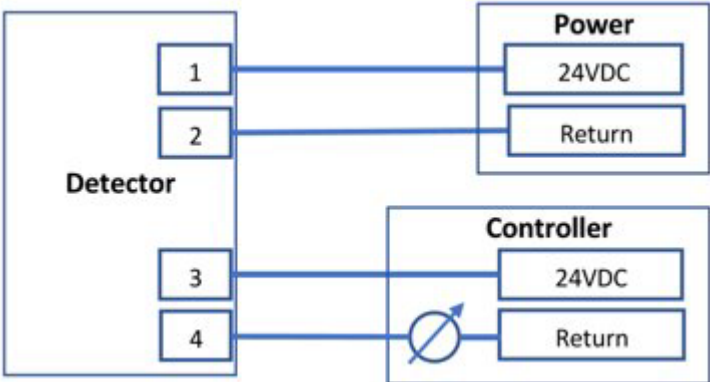 Power
1
24VDC
2
Return
Detector
Controller
3
24VDC
4
Return